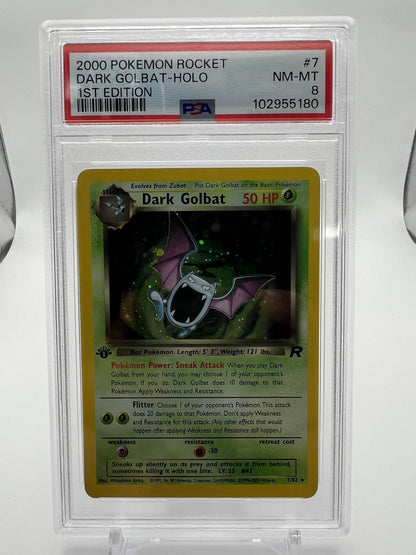 2000 POKEMON ROCKET #7
DARK GOLBAT-HOLO NM-MT
1ST EDITION 8
PSA 102955180
STAGE 1 Evolves from Zubat Put Dark Golbat on the Basic Pokémon
Dark Golbat 50 HP
Bat Pokémon. Length: 5' 3", Weight: 121 lbs.
Pokémon Power: Sneak Attack When you play Dark
Golbat from your hand, you may choose 1 of your opponent's
Pokémon. If you do, Dark Golbat does 10 damage to that
Pokémon. Apply Weakness and Resistance.
Flitter Choose 1 of your opponent's Pokémon. This attack
does 20 damage to that Pokémon. Don't apply Weakness
and Resistance for this attack. (Any other effects that would
happen after applying Weakness and Resistance still happen.)
weakness resistance retreat cost
-30
Sneaks up silently on its prey and attacks it from behind,
sometimes killing it with one bite. LV. 25 #42
Illus. Mitsuhiro Arita 7/82